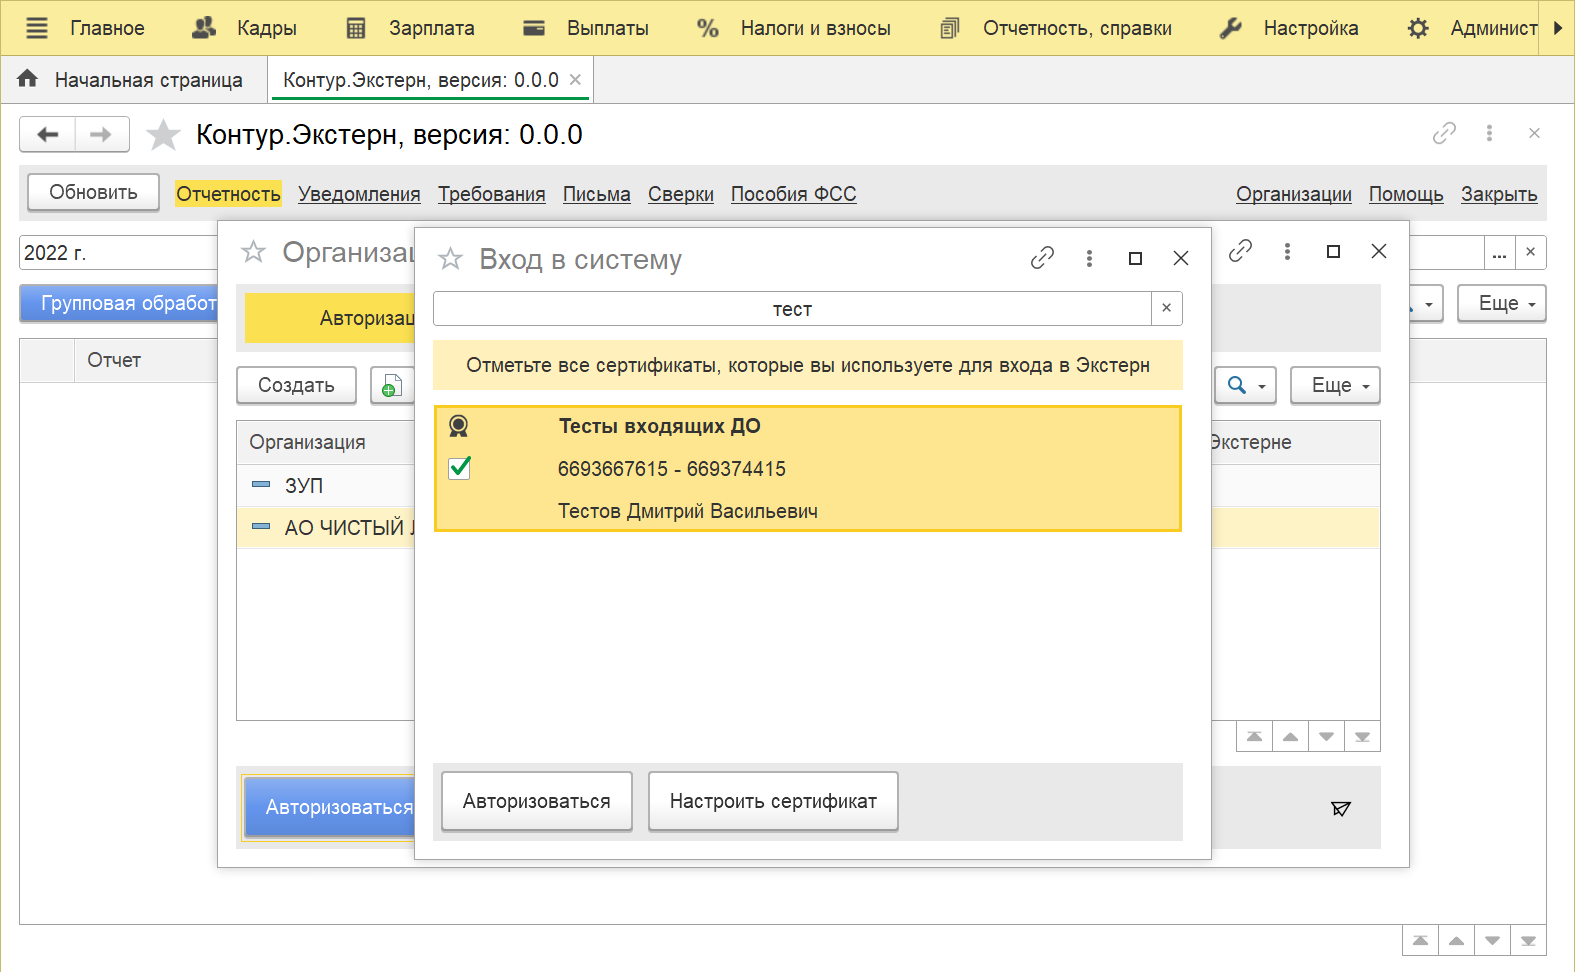 Главное Кадры Зарплата Выплаты Налоги и взносы Отчетность, справки Настройка Админист
Начальная страница Контур.Экстерн, версия: 0.0.0
Контур.Экстерн, версия: 0.0.0
Обновить Отчетность Уведомления Требования Письма Сверки Пособия ФСС Организации Помощь Закрыть
2022 г.
Групповая обработ Еще
Отчет
Организац
Авторизац
Создать Еще
Организация Экстерне
ЗУП
АО ЧИСТЫЙ
Авторизоваться
Вход в систему
тест
Отметьте все сертификаты, которые вы используете для входа в Экстерн
Тесты входящих ДО
6693667615 - 669374415
Тестов Дмитрий Васильевич
Авторизоваться Настроить сертификат